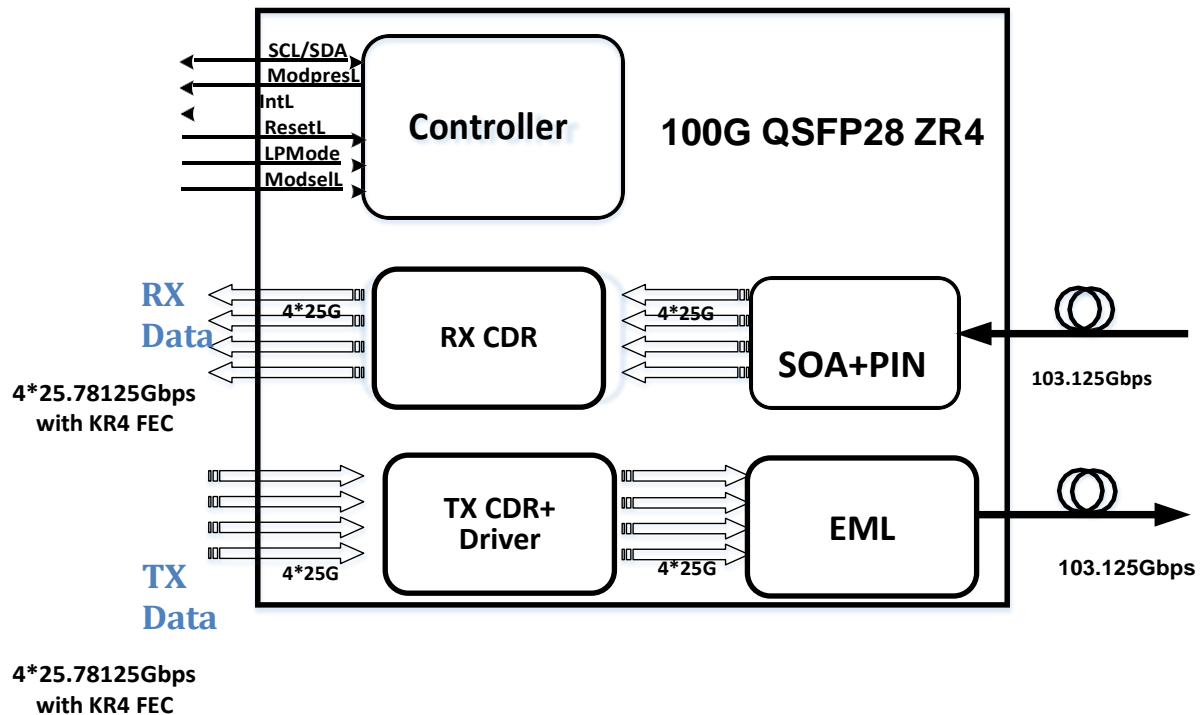 SCL/SDA
ModpresL
IntL
ResetL
LPMode
ModselL
Controller
100G QSFP28 ZR4
RX
Data
4*25G
RX CDR
4*25G
SOA+PIN
103.125Gbps
4*25.78125Gbps
with KR4 FEC
TX CDR+
Driver
EML
4*25G
4*25G
103.125Gbps
TX
Data
4*25.78125Gbps
with KR4 FEC